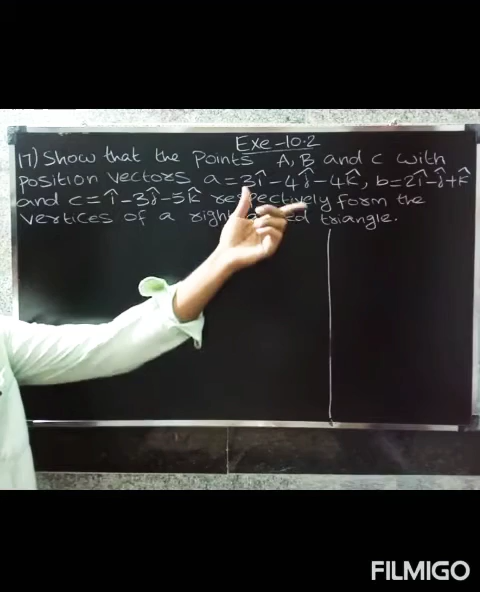 Exe-10.2
17) Show that the Points A, B and c with
position vectors a = 3î - 4ĵ - 4k̂, b = 2î - ĵ + k̂
and c = î - 3ĵ - 5k̂ respectively form the
vertices of a right triangle.
FILMIGO